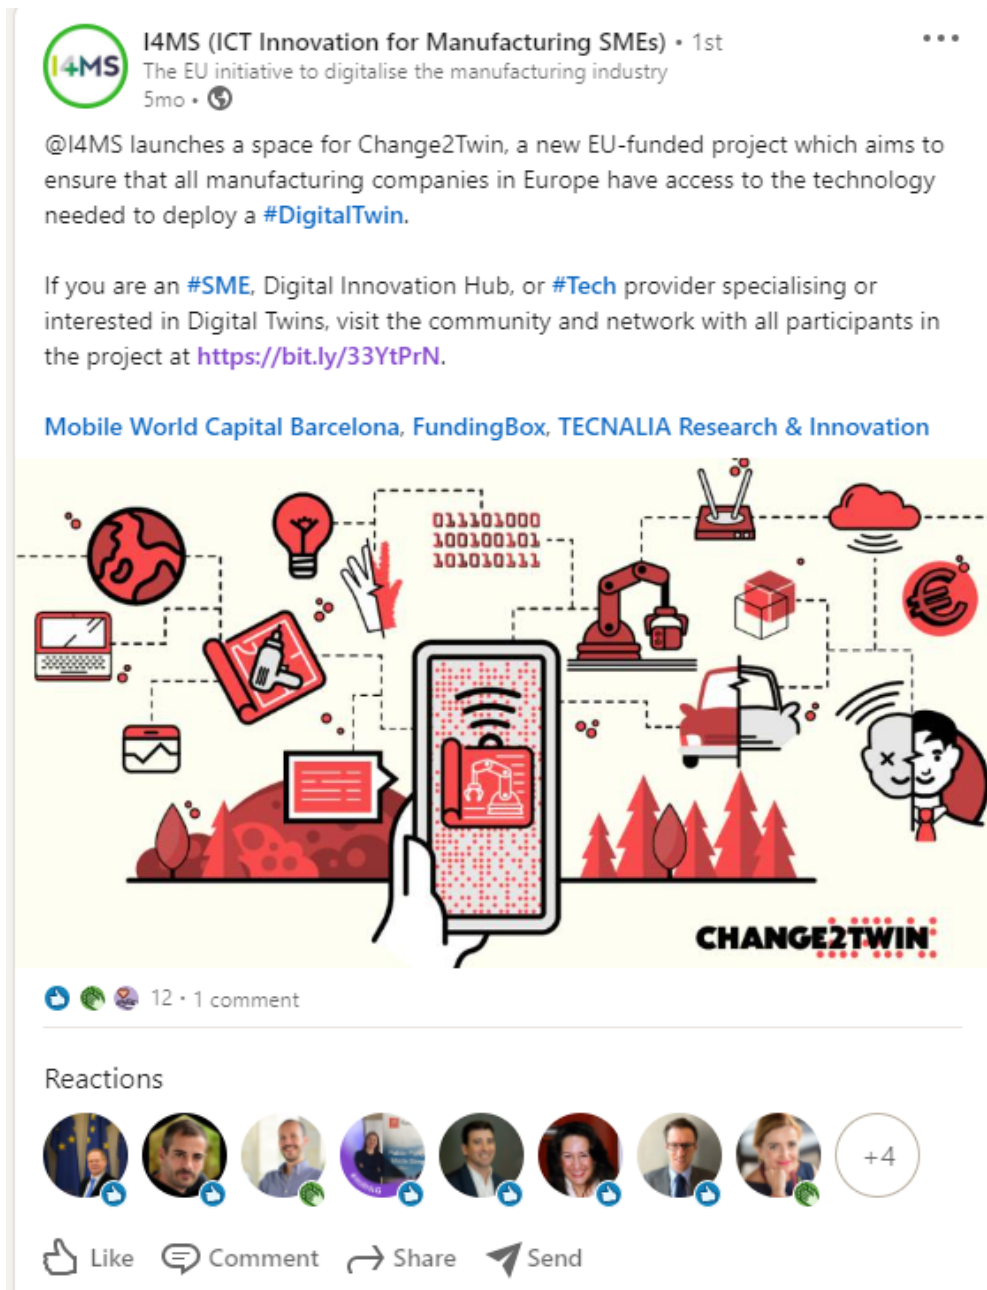 I4MS
I4MS (ICT Innovation for Manufacturing SMEs) • 1st
The EU initiative to digitalise the manufacturing industry
5mo •
@I4MS launches a space for Change2Twin, a new EU-funded project which aims to
ensure that all manufacturing companies in Europe have access to the technology
needed to deploy a #DigitalTwin.
If you are an #SME, Digital Innovation Hub, or #Tech provider specialising or
interested in Digital Twins, visit the community and network with all participants in
the project at https://bit.ly/33YtPrN.
Mobile World Capital Barcelona, FundingBox, TECNALIA Research & Innovation
011101000
100100101
101010111
€
CHANGE2TWIN
12 • 1 comment
Reactions
+4
Like Comment Share Send